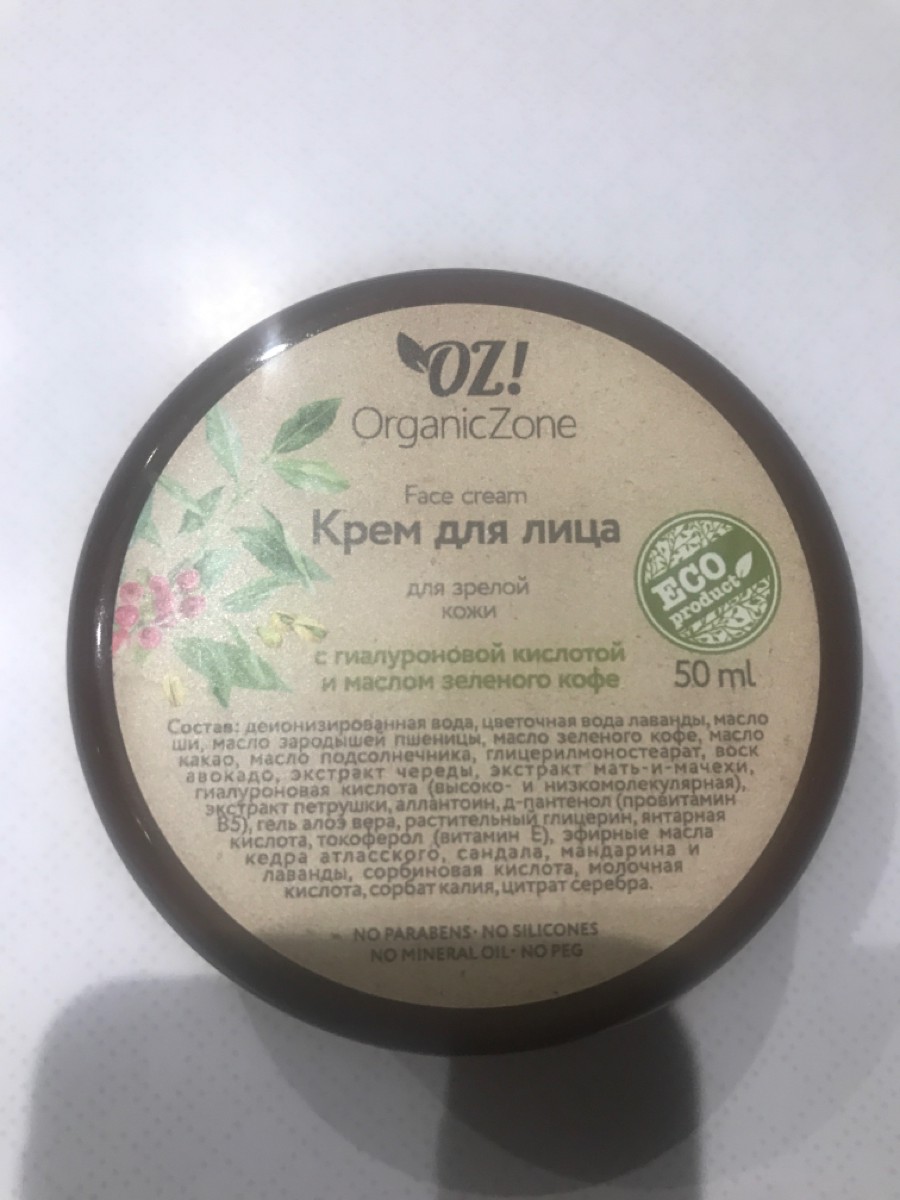 OZ!
OrganicZone
Face cream
Крем для лица
для зрелой
кожи
ECO
product
с гиалуроновой кислотой
и маслом зеленого кофе
50 ml
Состав: деионизированная вода, цветочная вода лаванды, масло
ши, масло зародышей пшеницы, масло зеленого кофе, масло
какао, масло подсолнечника, глицерилмоностеарат, воск
авокадо, экстракт череды, экстракт мать-и-мачехи,
гиалуроновая кислота (высоко- и низкомолекулярная),
экстракт петрушки, аллантоин, д-пантенол (провитамин
В5), гель алоэ вера, растительный глицерин, янтарная
кислота, токоферол (витамин Е), эфирные масла
кедра атласского, сандала, мандарина и
лаванды, сорбиновая кислота, молочная
кислота, сорбат калия, цитрат серебра.
NO PARABENS · NO SILICONES
NO MINERAL OIL · NO PEG